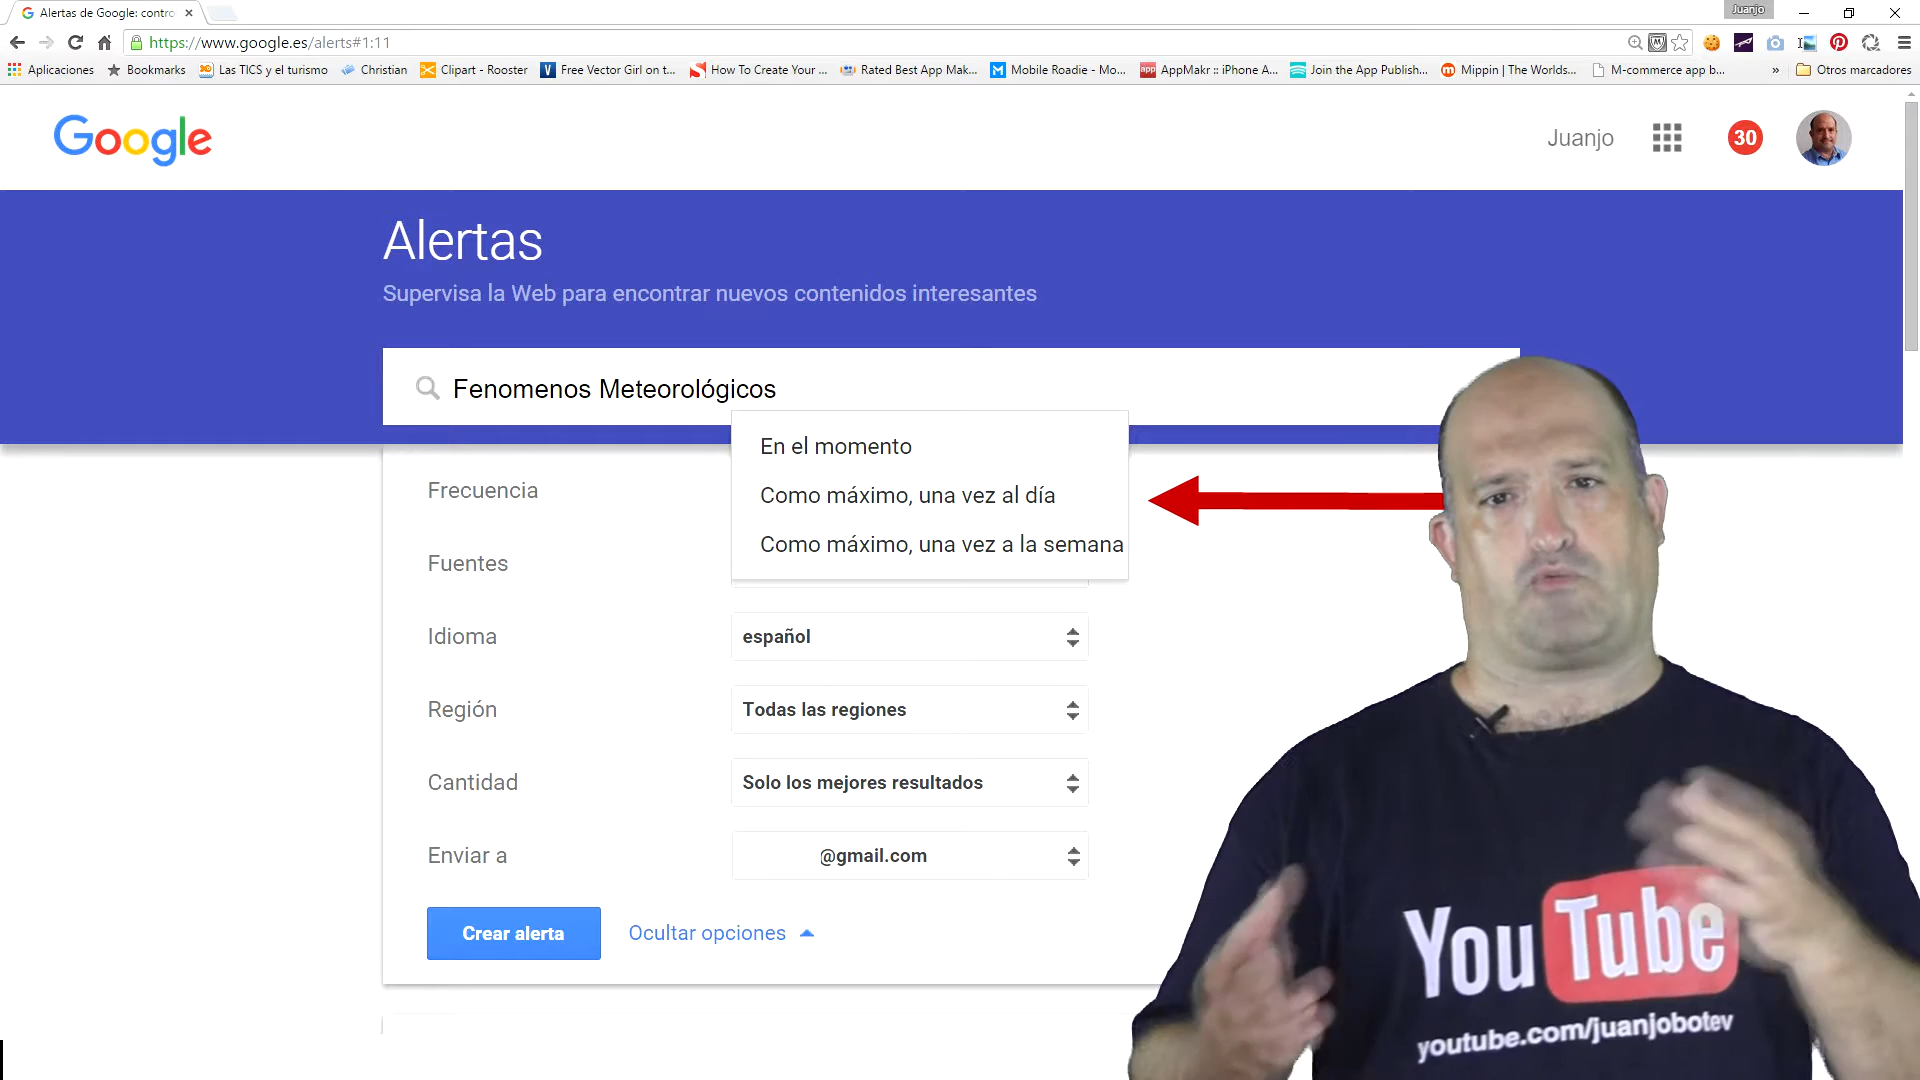 Alertas de Google: contro
Juanjo
https://www.google.es/alerts#1:11
Aplicaciones
Bookmarks
Las TICS y el turismo
Christian
Clipart - Rooster
Free Vector Girl on t...
How To Create Your ...
Rated Best App Mak...
Mobile Roadie - Mo...
AppMakr :: iPhone A...
Join the App Publish...
Mippin | The Worlds...
M-commerce app b...
»
Otros marcadores
Google
Juanjo
30
Alertas
Supervisa la Web para encontrar nuevos contenidos interesantes
Fenomenos Meteorológicos
En el momento
Frecuencia
Como máximo, una vez al día
Como máximo, una vez a la semana
Fuentes
Idioma
español
Región
Todas las regiones
Cantidad
Solo los mejores resultados
Enviar a
@gmail.com
Crear alerta
Ocultar opciones
YouTube
youtube.com/juanjobotev